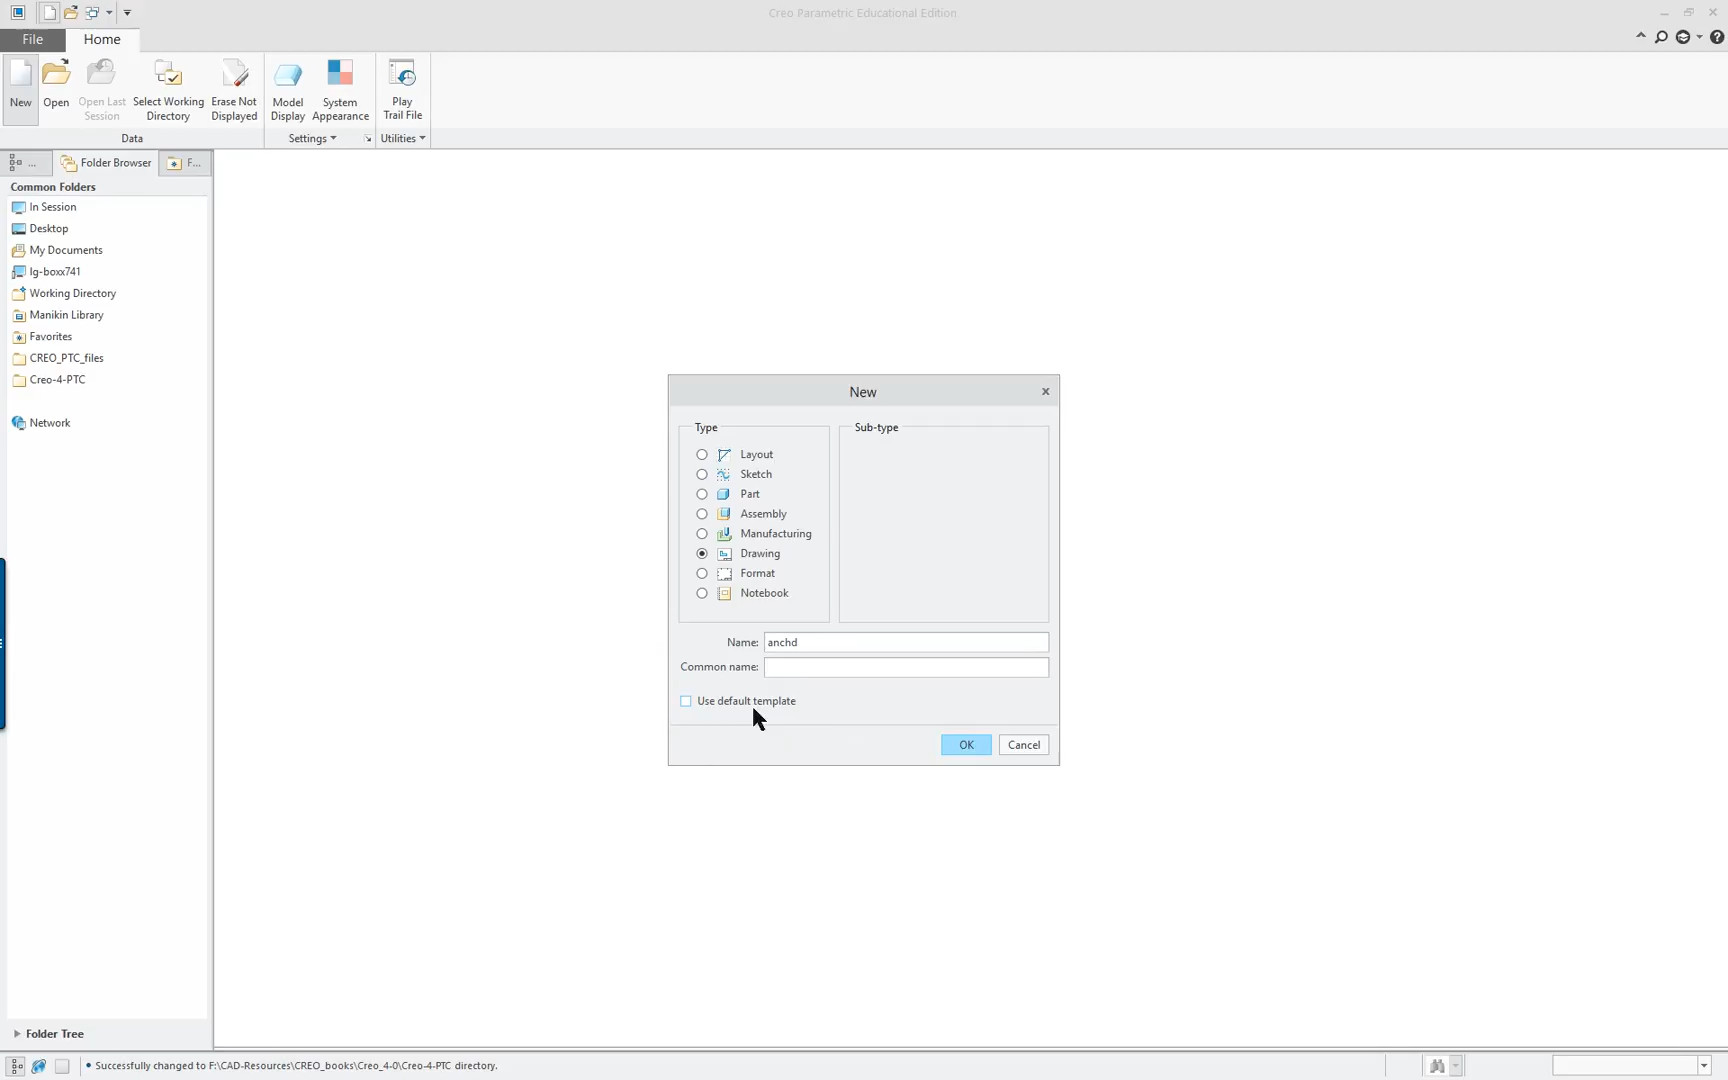 Creo Parametric Educational Edition
File
Home
New
Open
Open Last
Session
Select Working
Directory
Erase Not
Displayed
Model
Display
System
Appearance
Play
Trail File
Data
Settings
Utilities
...
Folder Browser
F...
Common Folders
In Session
Desktop
My Documents
lg-boxx741
Working Directory
Manikin Library
Favorites
CREO_PTC_files
Creo-4-PTC
Network
New
Type
Sub-type
Layout
Sketch
Part
Assembly
Manufacturing
Drawing
Format
Notebook
Name: anchd
Common name:
Use default template
OK
Cancel
Folder Tree
Successfully changed to F:\CAD-Resources\CREO_books\Creo_4-0\Creo-4-PTC directory.